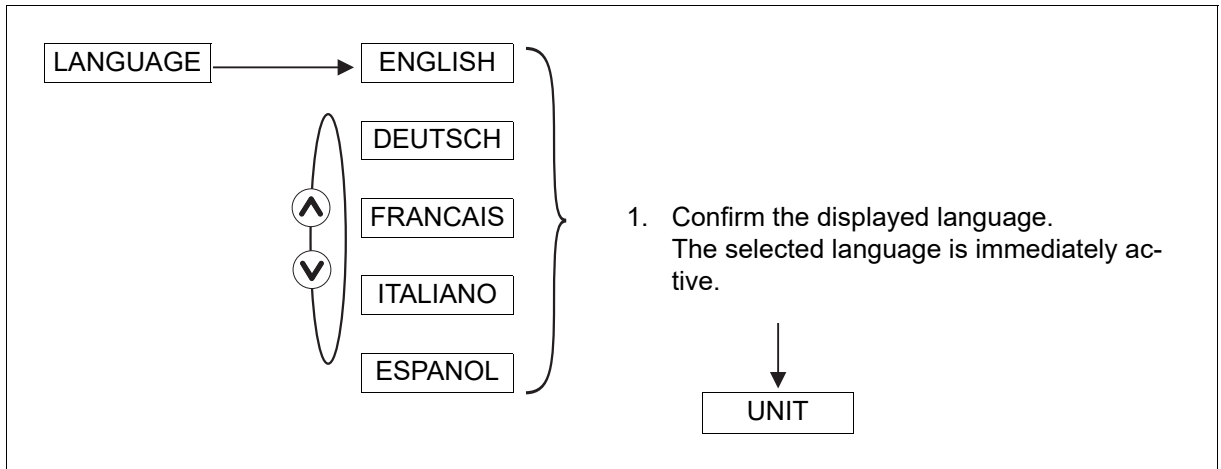 LANGUAGE
ENGLISH
DEUTSCH
FRANCAIS
ITALIANO
ESPANOL
1. Confirm the displayed language.
The selected language is immediately ac-
tive.
UNIT